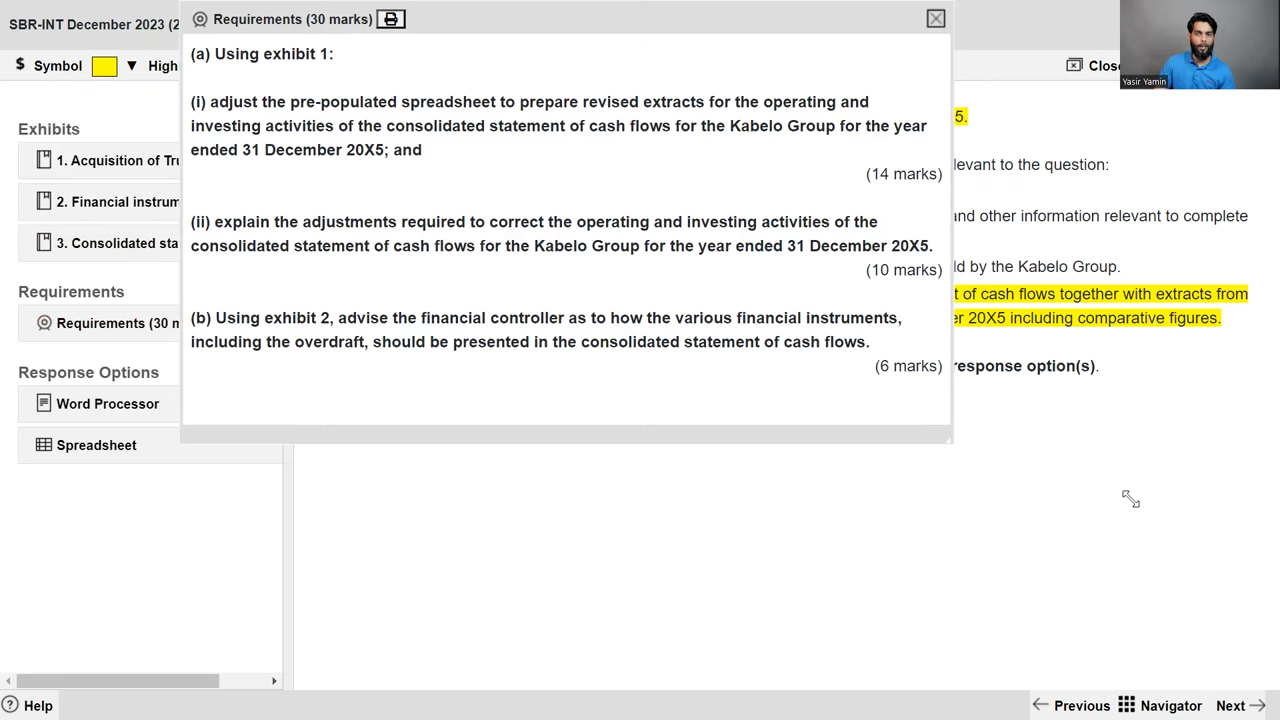 SBR-INT December 2023 (2
Requirements (30 marks)
Symbol
High
Close
Yasir Yamin
(a) Using exhibit 1:
(i) adjust the pre-populated spreadsheet to prepare revised extracts for the operating and
investing activities of the consolidated statement of cash flows for the Kabelo Group for the year
ended 31 December 20X5; and
(14 marks)
(ii) explain the adjustments required to correct the operating and investing activities of the
consolidated statement of cash flows for the Kabelo Group for the year ended 31 December 20X5.
(10 marks)
(b) Using exhibit 2, advise the financial controller as to how the various financial instruments,
including the overdraft, should be presented in the consolidated statement of cash flows.
(6 marks)
Exhibits
1. Acquisition of Tru
2. Financial instrum
3. Consolidated sta
Requirements
Requirements (30 m
Response Options
Word Processor
Spreadsheet
5.
levant to the question:
and other information relevant to complete
ld by the Kabelo Group.
t of cash flows together with extracts from
er 20X5 including comparative figures.
response option(s).
Help
Previous
Navigator
Next